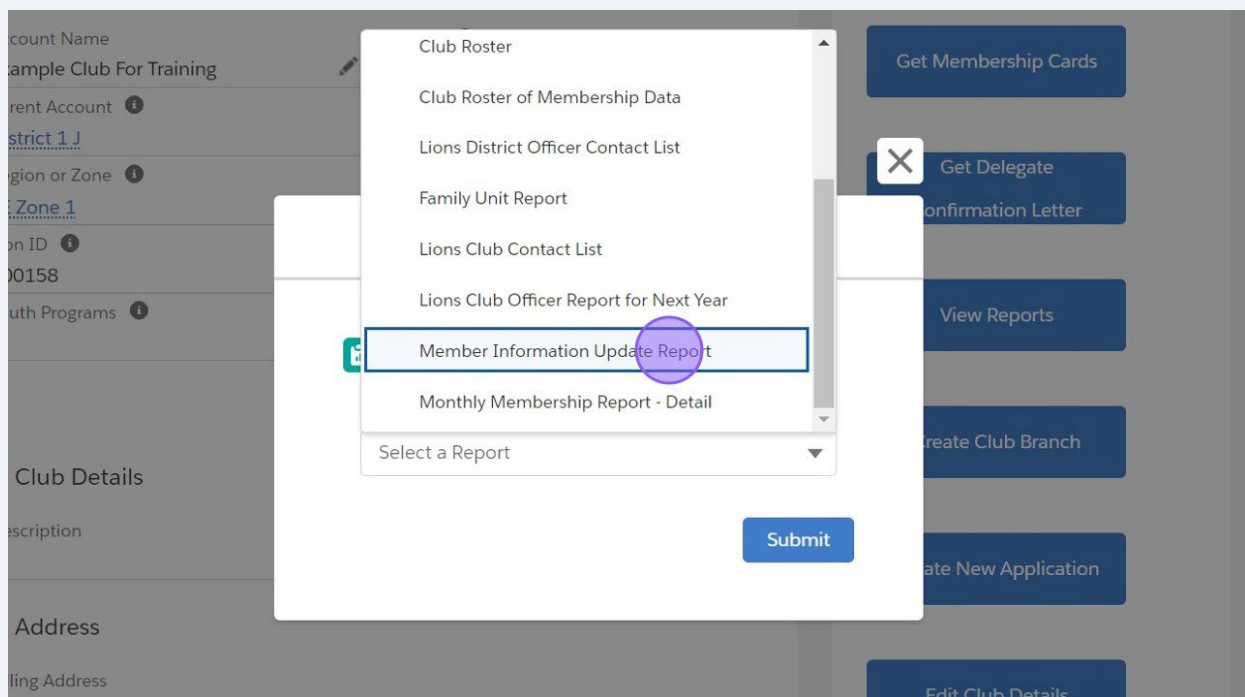 count Name
ample Club For Training
rent Account
strict 1 J
egion or Zone
E Zone 1
on ID
00158
uth Programs
Club Details
escription
Address
ling Address
Club Roster
Club Roster of Membership Data
Lions District Officer Contact List
Family Unit Report
Lions Club Contact List
Lions Club Officer Report for Next Year
Member Information Update Report
Monthly Membership Report - Detail
Select a Report
Submit
Get Membership Cards
Get Delegate
onfirmation Letter
View Reports
reate Club Branch
ate New Application
Edit Club Details